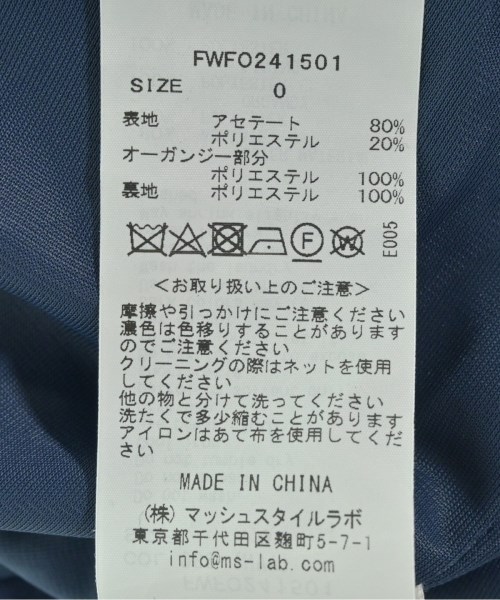 FWFO241501
SIZE 0
表地 アセテート 80%
ポリエステル 20%
オーガンジー部分
ポリエステル 100%
裏地 ポリエステル 100%
F W E005
<お取り扱い上のご注意>
摩擦や引っかけにご注意ください
濃色は色移りすることがあります
のでご注意ください
クリーニングの際はネットを使用
してください
他の物と分けて洗ってください
洗たくで多少縮むことがあります
アイロンはあて布を使用してくだ
さい
MADE IN CHINA
(株) マッシュスタイルラボ
東京都千代田区麹町5-7-1
info@ms-lab.com